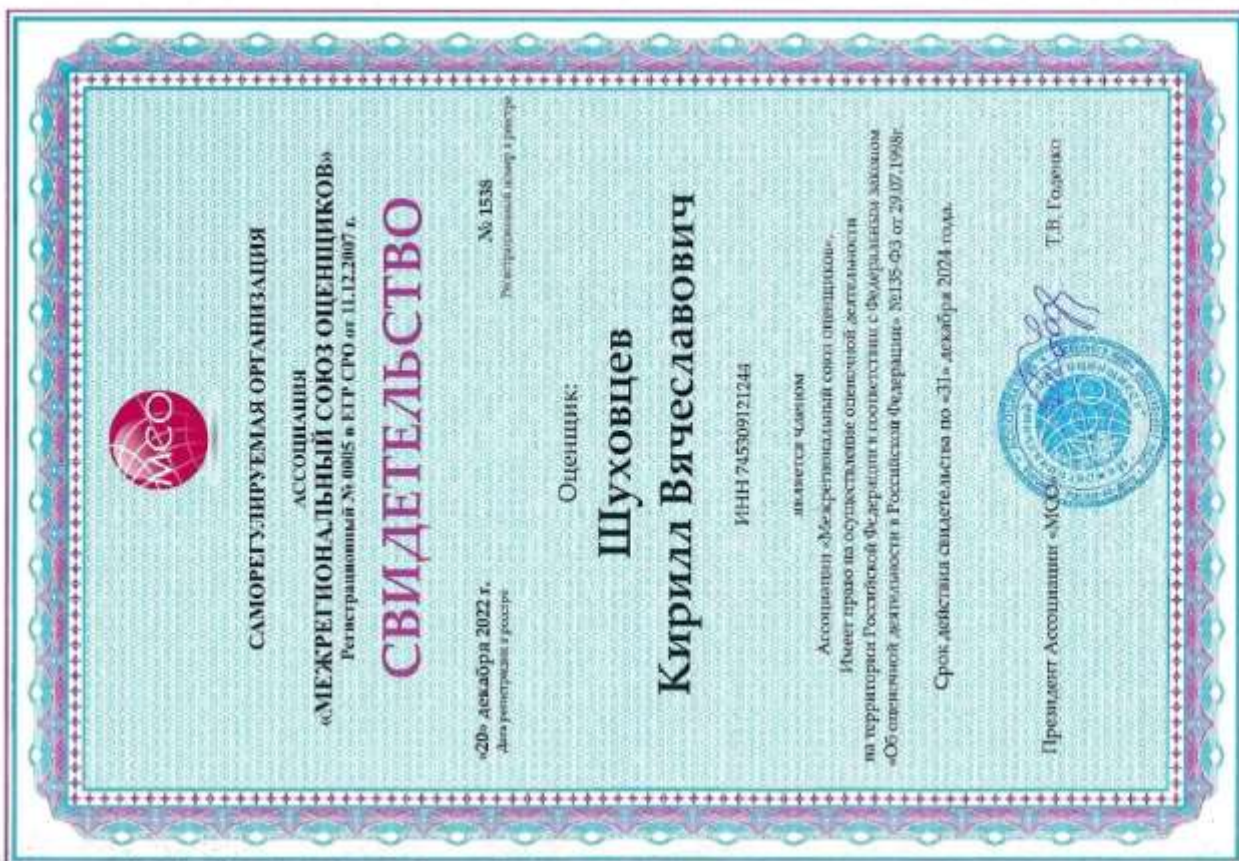 МСО
САМОРЕГУЛИРУЕМАЯ ОРГАНИЗАЦИЯ
АССОЦИАЦИЯ
«МЕЖРЕГИОНАЛЬНЫЙ СОЮЗ ОЦЕНЩИКОВ»
Регистрационный № 0005 в ЕГР СРО от 11.12.2007 г.
СВИДЕТЕЛЬСТВО
«20» декабря 2022 г. № 1538
Дата регистрации в реестре Регистрационный номер в реестре
Оценщик:
Шуховцев
Кирилл Вячеславович
ИНН 745309121244
является членом
Ассоциации «Межрегиональный союз оценщиков».
Имеет право на осуществление оценочной деятельности
на территории Российской Федерации в соответствии с Федеральным законом
«Об оценочной деятельности в Российской Федерации» №135-ФЗ от 29.07.1998г.
Срок действия свидетельства по «31» декабря 2024 года.
Президент Ассоциации «МСО» Т.В. Годенко